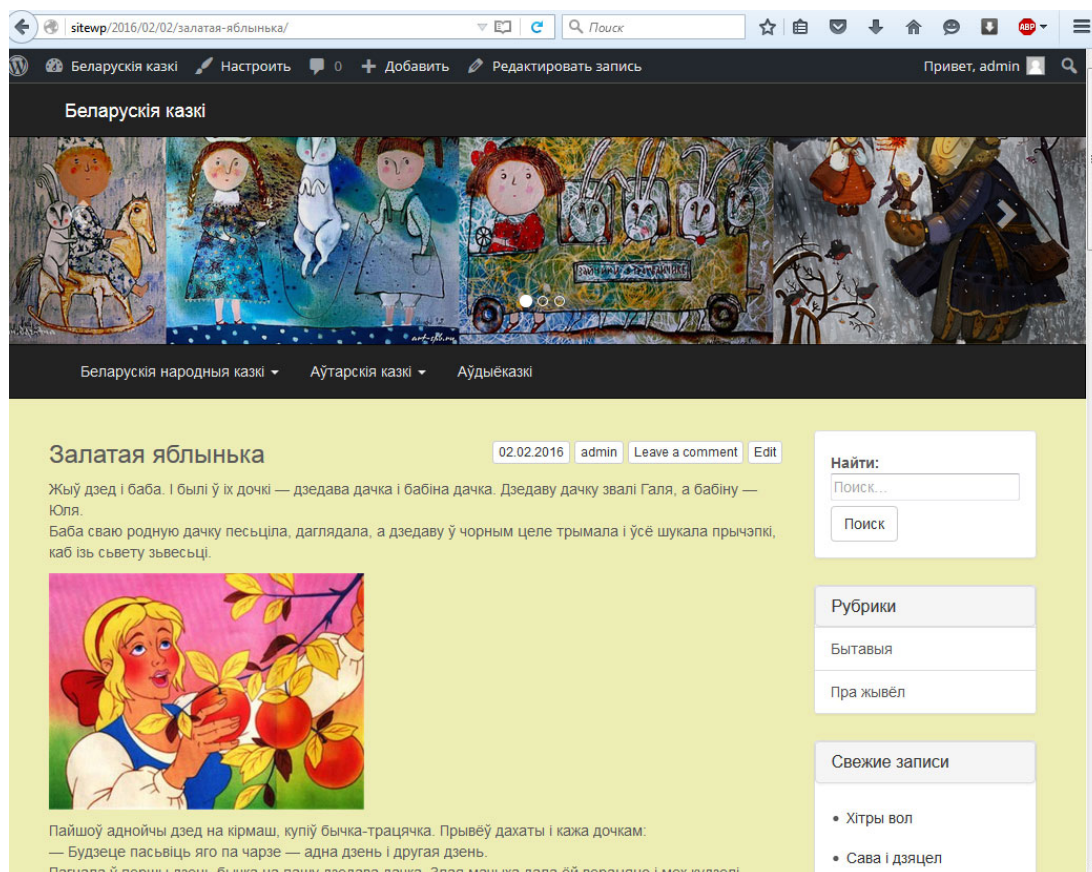 sitewp/2016/02/02/залатая-яблынька/
Поиск
ABP
Беларускія казкі Настроить 0 Добавить Редактировать запись Привет, admin
Беларускія казкі
Беларускія народныя казкі Аўтарскія казкі Аўдыёказкі
Залатая яблынька
02.02.2016 admin Leave a comment Edit
Жыў дзед і баба. І былі ў іх дочкі — дзедава дачка і бабіна дачка. Дзедаву дачку звалі Галя, а бабіну —
Юля.
Баба сваю родную дачку песьціла, даглядала, а дзедаву ў чорным целе трымала і ўсё шукала прычэпкі,
каб ізь сьвету зьвесьці.
Пайшоў аднойчы дзед на кірмаш, купіў бычка-трацячка. Прывёў дахаты і кажа дочкам:
— Будзеце пасьвіць яго па чарзе — адна дзень і другая дзень.
Найти:
Поиск...
Поиск
Рубрики
Бытавыя
Пра жывёл
Свежие записи
Хітры вол
Сава і дзяцел